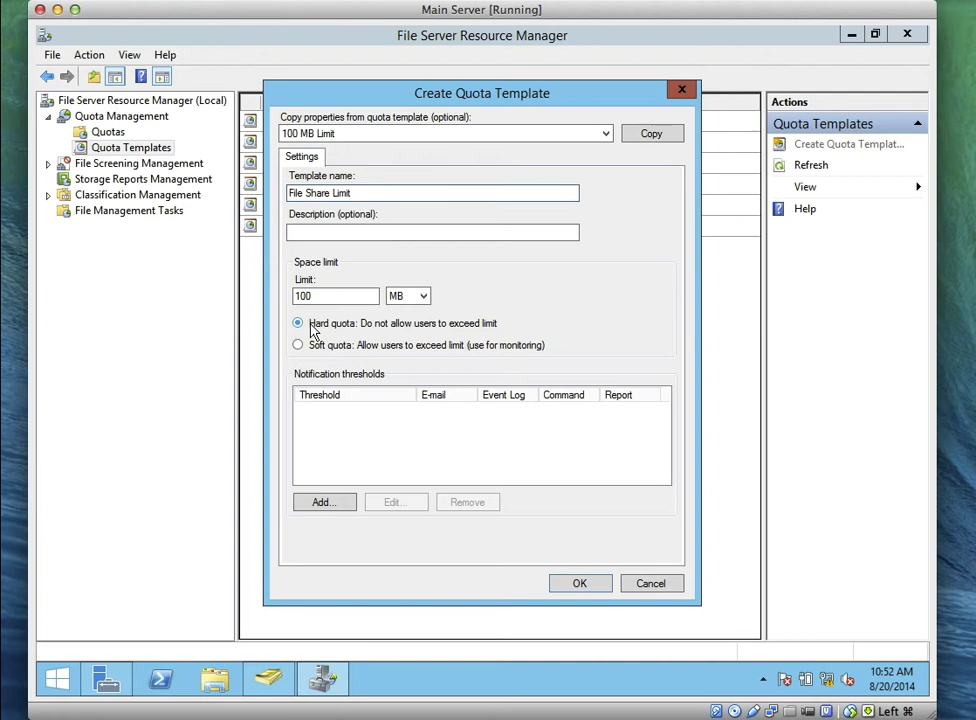 Main Server [Running]
File Server Resource Manager
File Action View Help
File Server Resource Manager (Local)
Quota Management
Quotas
Quota Templates
File Screening Management
Storage Reports Management
Classification Management
File Management Tasks
Create Quota Template
Copy properties from quota template (optional):
100 MB Limit
Copy
Settings
Template name:
File Share Limit
Description (optional):
Space limit
Limit:
100 MB
Hard quota: Do not allow users to exceed limit
Soft quota: Allow users to exceed limit (use for monitoring)
Notification thresholds
Threshold E-mail Event Log Command Report
Add... Edit... Remove
OK Cancel
Actions
Quota Templates
Create Quota Templat...
Refresh
View
Help
10:52 AM
8/20/2014
Left ⌘